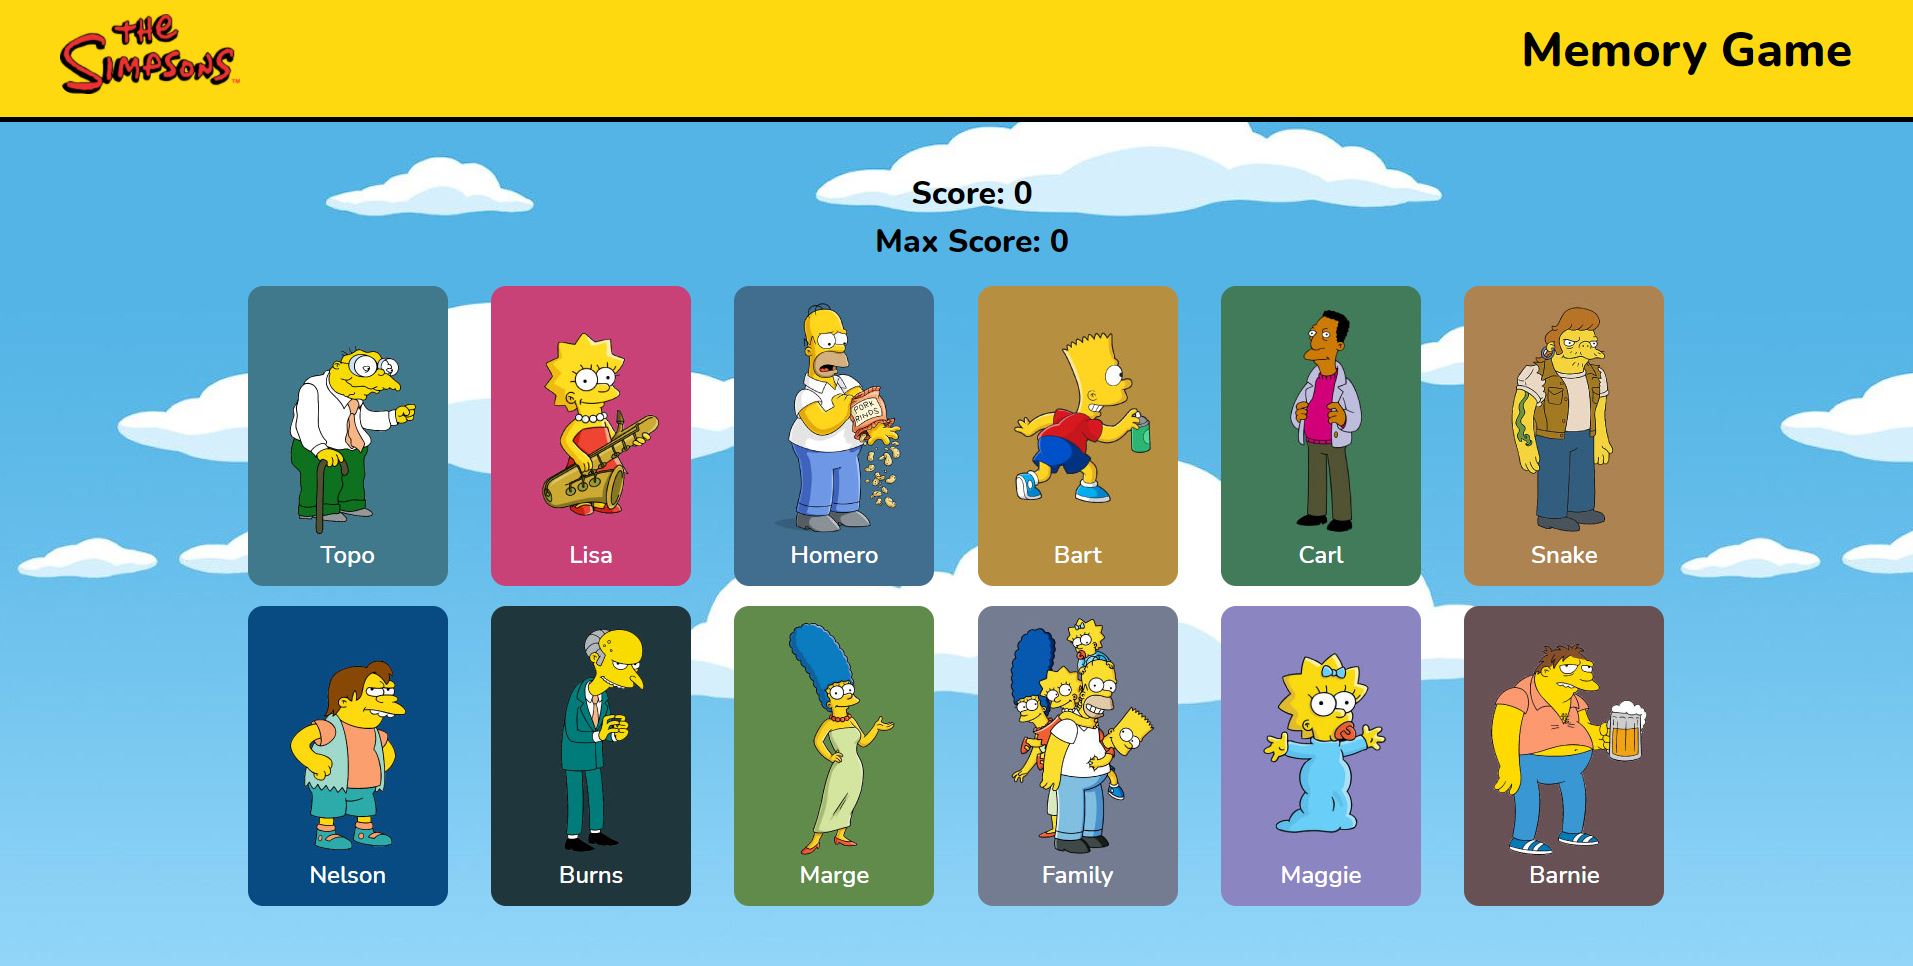 THE
SIMPSONS™
Memory Game
Score: 0
Max Score: 0
PORK
RINDS
Topo
Lisa
Homero
Bart
Carl
Snake
Nelson
Burns
Marge
Family
Maggie
Barnie